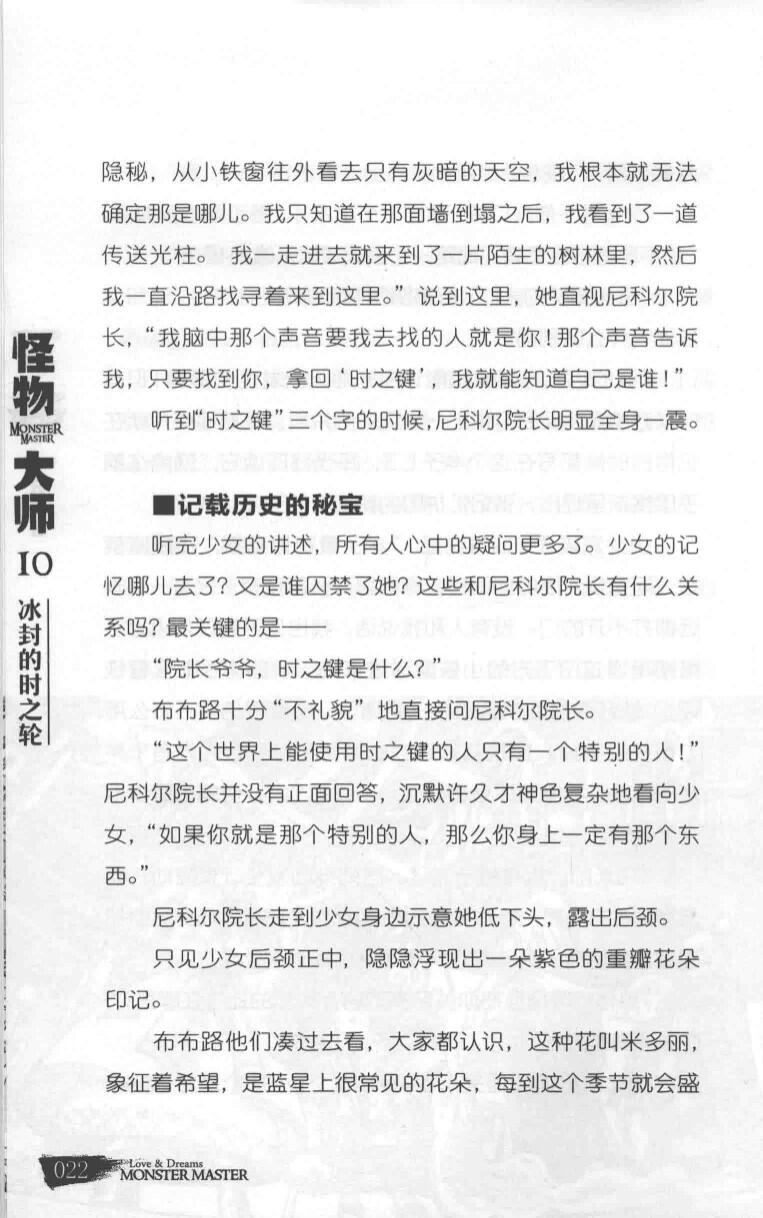 隐秘，从小铁窗往外看去只有灰暗的天空，我根本就无法
确定那是哪儿。我只知道在那面墙倒塌之后，我看到了一道
传送光柱。我一走进去就来到了一片陌生的树林里，然后
我一直沿路找寻着来到这里。”说到这里，她直视尼科尔院
长，“我脑中那个声音要我去找的人就是你！那个声音告诉
我，只要找到你，拿回‘时之键’，我就能知道自己是谁！”
听到“时之键”三个字的时候，尼科尔院长明显全身一震。
■记载历史的秘宝
听完少女的讲述，所有人心中的疑问更多了。少女的记
忆哪儿去了？又是谁囚禁了她？这些和尼科尔院长有什么关
系吗？最关键的是——
“院长爷爷，时之键是什么？”
布布路十分“不礼貌”地直接问尼科尔院长。
“这个世界上能使用时之键的人只有一个特别的人！”
尼科尔院长并没有正面回答，沉默许久才神色复杂地看向少
女，“如果你就是那个特别的人，那么你身上一定有那个东
西。”
尼科尔院长走到少女身边示意她低下头，露出后颈。
只见少女后颈正中，隐隐浮现出一朵紫色的重瓣花朵
印记。
布布路他们凑过去看，大家都认识，这种花叫米多丽，
象征着希望，是蓝星上很常见的花朵，每到这个季节就会盛
怪物
MONSTER
MASTER
大师
10
冰封的时之轮
022
Love & Dreams
MONSTER MASTER